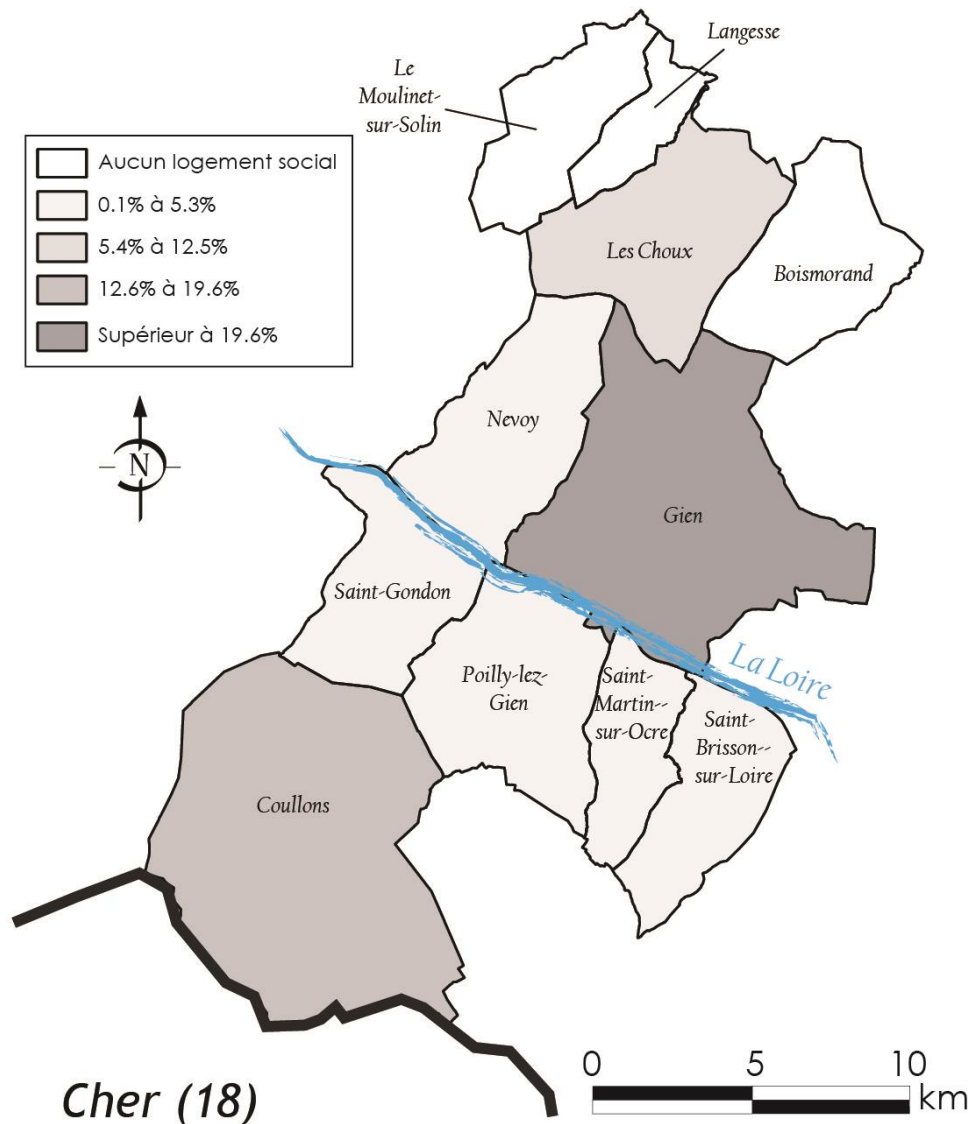 Langesse
Le
Moulinet-
sur-Solin
Aucun logement social
0.1% à 5.3%
5.4% à 12.5%
12.6% à 19.6%
Supérieur à 19.6%
Les Choux
Boismorand
N
Nevoy
Gien
Saint-Gondon
La Loire
Poilly-lez-
Gien
Saint-
Martin--
sur-Ocre
Saint-
Brisson--
sur-Loire
Coullons
Cher (18)
0 5 10
km